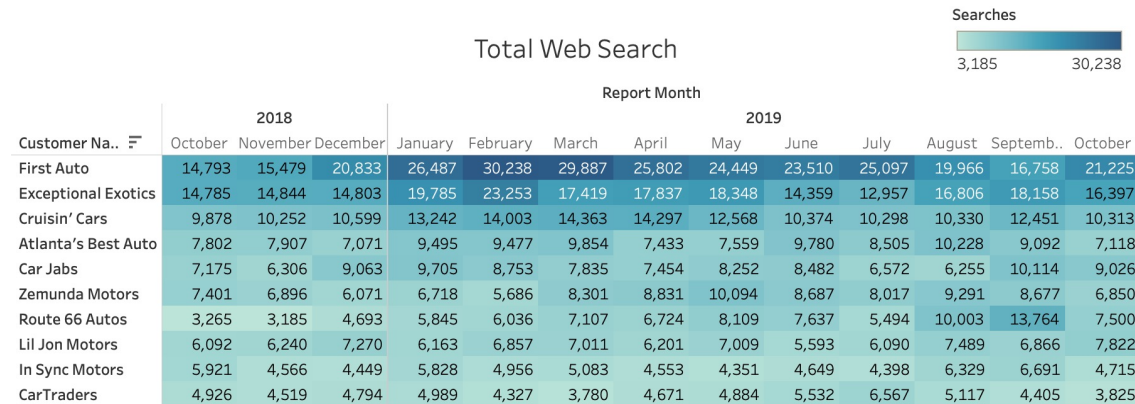 Searches
3,185 30,238
Total Web Search
Report Month
2018 2019
Customer Na.. October November December January February March April May June July August Septemb.. October
First Auto 14,793 15,479 20,833 26,487 30,238 29,887 25,802 24,449 23,510 25,097 19,966 16,758 21,225
Exceptional Exotics 14,785 14,844 14,803 19,785 23,253 17,419 17,837 18,348 14,359 12,957 16,806 18,158 16,397
Cruisin’ Cars 9,878 10,252 10,599 13,242 14,003 14,363 14,297 12,568 10,374 10,298 10,330 12,451 10,313
Atlanta’s Best Auto 7,802 7,907 7,071 9,495 9,477 9,854 7,433 7,559 9,780 8,505 10,228 9,092 7,118
Car Jabs 7,175 6,306 9,063 9,705 8,753 7,835 7,454 8,252 8,482 6,572 6,255 10,114 9,026
Zemunda Motors 7,401 6,896 6,071 6,718 5,686 8,301 8,831 10,094 8,687 8,017 9,291 8,677 6,850
Route 66 Autos 3,265 3,185 4,693 5,845 6,036 7,107 6,724 8,109 7,637 5,494 10,003 13,764 7,500
Lil Jon Motors 6,092 6,240 7,270 6,163 6,857 7,011 6,201 7,009 5,593 6,090 7,489 6,866 7,822
In Sync Motors 5,921 4,566 4,449 5,828 4,956 5,083 4,553 4,351 4,649 4,398 6,329 6,691 4,715
CarTraders 4,926 4,519 4,794 4,989 4,327 3,780 4,671 4,884 5,532 6,567 5,117 4,405 3,825